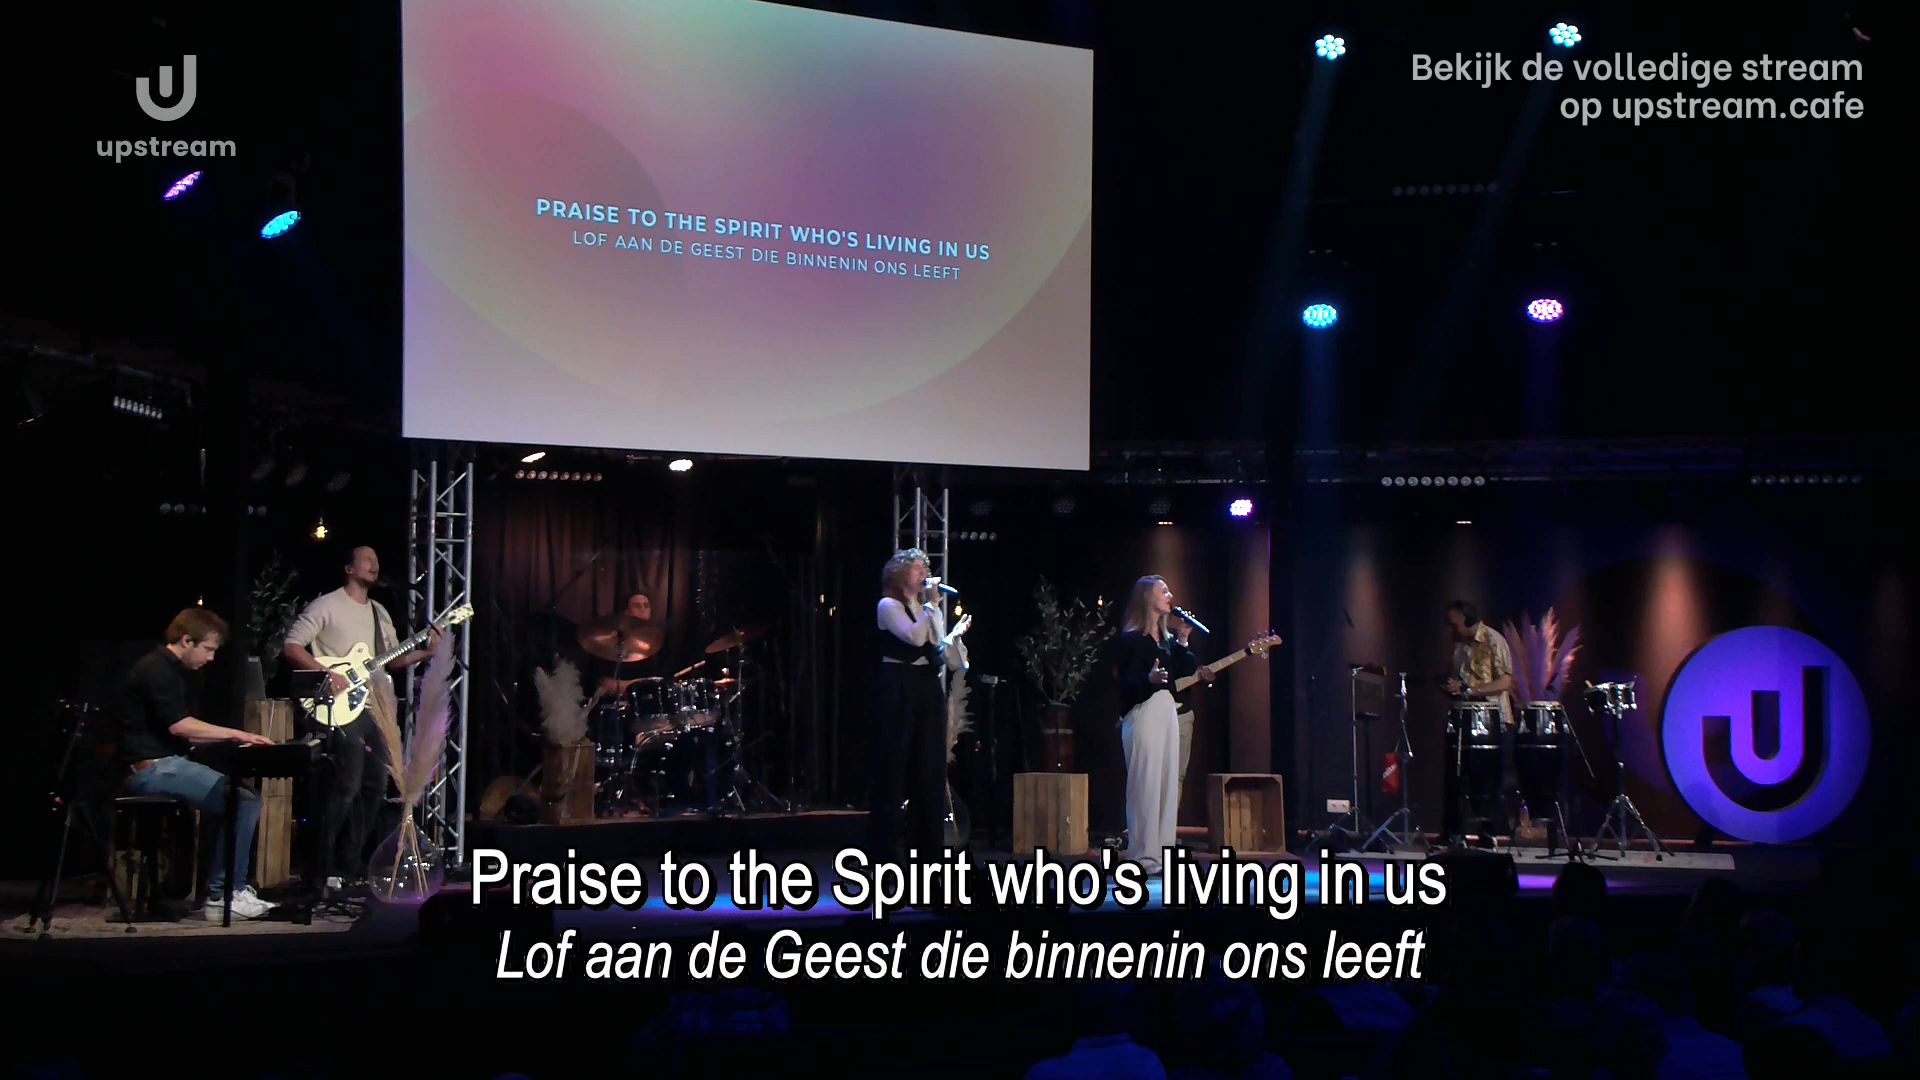 upstream
Bekijk de volledige stream
op upstream.cafe
PRAISE TO THE SPIRIT WHO'S LIVING IN US
LOF AAN DE GEEST DIE BINNENIN ONS LEEFT
Praise to the Spirit who's living in us
Lof aan de Geest die binnenin ons leeft